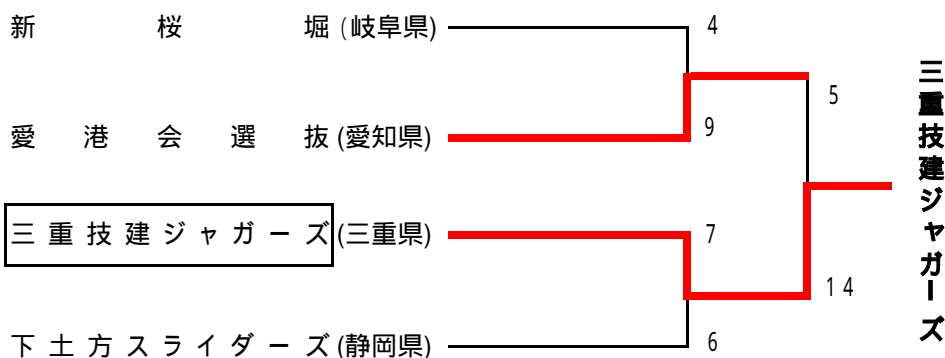 新桜堀(岐阜県)
4
愛港会選抜(愛知県)
9
5
三重技建ジャガーズ(三重県)
7
14
下土方スライダーズ(静岡県)
6
三重技建ジャガーズ